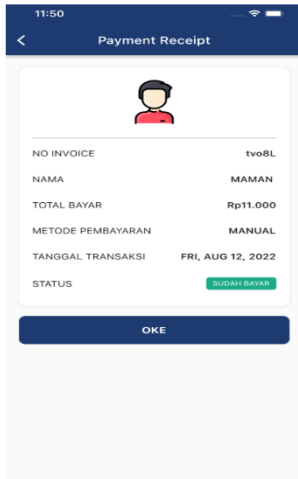 11:50
Payment Receipt
NO INVOICE tvo8L
NAMA MAMAN
TOTAL BAYAR Rp11.000
METODE PEMBAYARAN MANUAL
TANGGAL TRANSAKSI FRI, AUG 12, 2022
STATUS SUDAH BAYAR
OKE